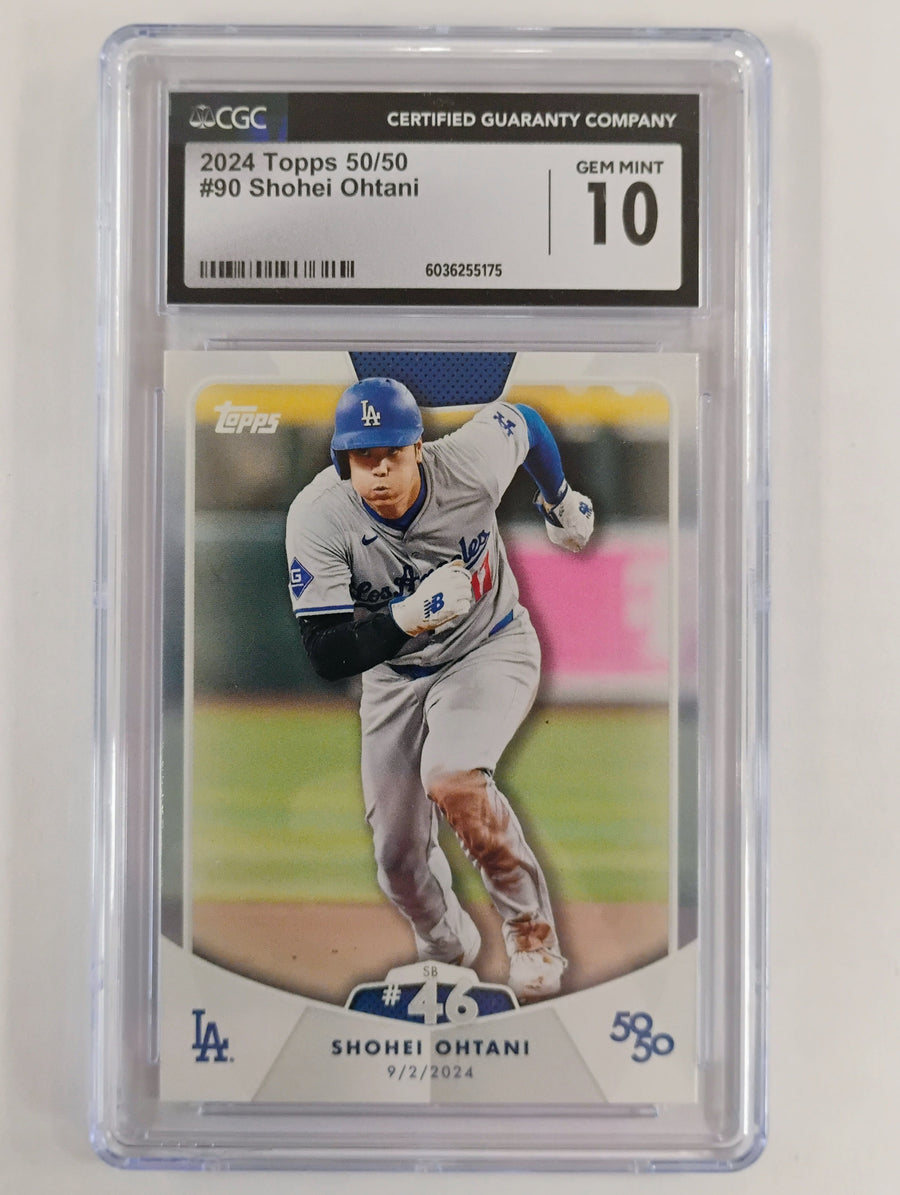 CGC
CERTIFIED GUARANTY COMPANY
2024 Topps 50/50
#90 Shohei Ohtani
GEM MINT
10
6036255175
Topps
LA
Los Angeles
17
G
SB
#46
LA
SHOHEI OHTANI
9/2/2024
50
50